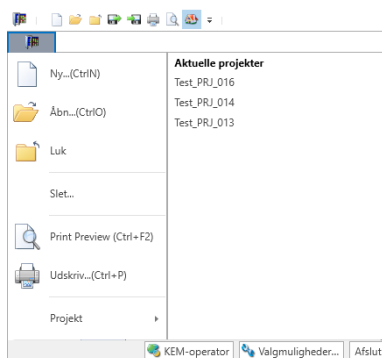 Ny...(CtrlN)
Åbn...(CtrlO)
Luk
Slet...
Print Preview (Ctrl+F2)
Udskriv...(Ctrl+P)
Projekt
Aktuelle projekter
Test_PRJ_016
Test_PRJ_014
Test_PRJ_013
KEM-operator
Valgmuligheder...
Afslut